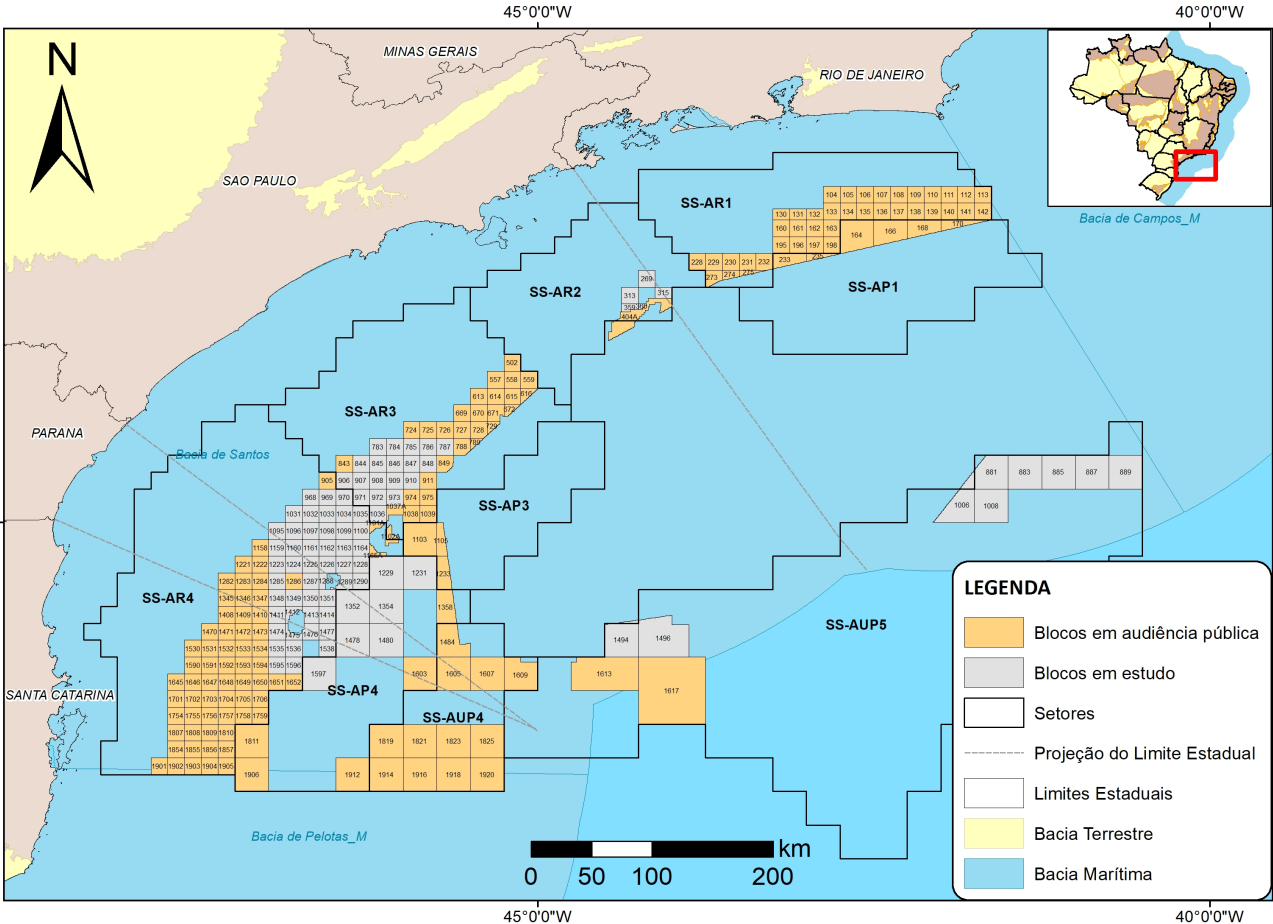 45°0'0"W 40°0'0"W
N
MINAS GERAIS
RIO DE JANEIRO
SAO PAULO
PARANA
SANTA CATARINA
Bacia de Campos_M
Bacia de Santos
Bacia de Pelotas_M
SS-AR1
SS-AP1
SS-AR2
SS-AR3
SS-AP3
SS-AR4
SS-AP4
SS-AUP4
SS-AUP5
104 105 106 107 108 109 110 111 112 113
130 131 132 133 134 135 136 137 138 139 140 141 142
160 161 162 163 164 166 168 170
195 196 197 198
228 229 230 231 232 233 235
273 274 275
269
313 315
404A
502
557 558 559
613 614 615 616
669 670 671 672
724 725 726 727 728 729
783 784 785 786 787 788 789
843 844 845 846 847 848 849
905 906 907 908 909 910 911
881 883 885 887 889
968 969 970 971 972 973 974 975
1006 1008
1037A
1031 1032 1033 1034 1035 1036 1038 1039
1095 1096 1097 1098 1099 1100 1103 1105
1158 1159 1160 1161 1162 1163 1164
1221 1222 1223 1224 1225 1226 1227 1228 1229 1231 1233
1282 1283 1284 1285 1286 1287 1288 1289 1290
1345 1346 1347 1348 1349 1350 1351 1352 1354 1358
1408 1409 1410 1411 1412 1413 1414
1470 1471 1472 1473 1474 1475 1476 1477 1478 1480 1484
1494 1496
1530 1531 1532 1533 1534 1535 1536 1538
1590 1591 1592 1593 1594 1595 1596 1597
1603 1605 1607 1609 1613 1617
1645 1646 1647 1648 1649 1650 1651 1652
1701 1702 1703 1704 1705 1706
1754 1755 1756 1757 1758 1759
1807 1808 1809 1810 1811 1819 1821 1823 1825
1854 1855 1856 1857
1901 1902 1903 1904 1905 1906 1912 1914 1916 1918 1920
LEGENDA
Blocos em audiência pública
Blocos em estudo
Setores
Projeção do Limite Estadual
Limites Estaduais
Bacia Terrestre
Bacia Marítima
km
0 50 100 200
45°0'0"W 40°0'0"W